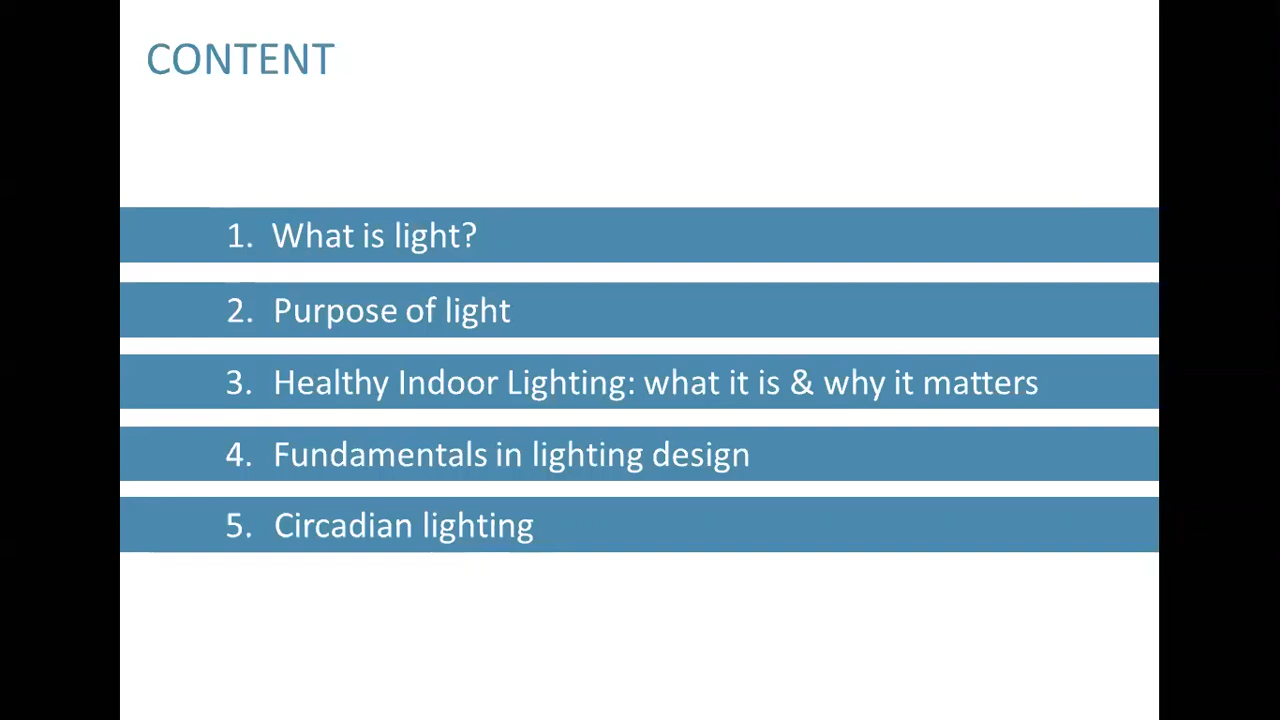 CONTENT
1. What is light?
2. Purpose of light
3. Healthy Indoor Lighting: what it is & why it matters
4. Fundamentals in lighting design
5. Circadian lighting